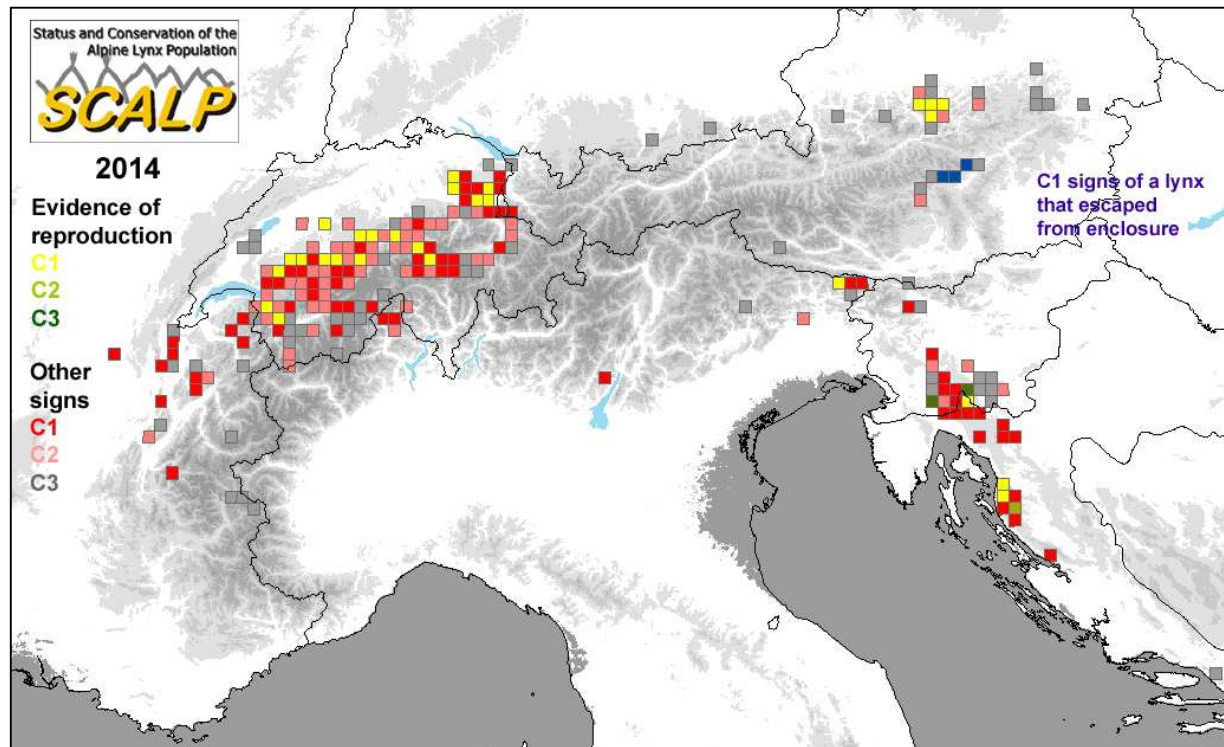 Status and Conservation of the
Alpine Lynx Population
SCALP
2014
Evidence of
reproduction
C1
C2
C3
Other
signs
C1
C2
C3
C1 signs of a lynx
that escaped
from enclosure